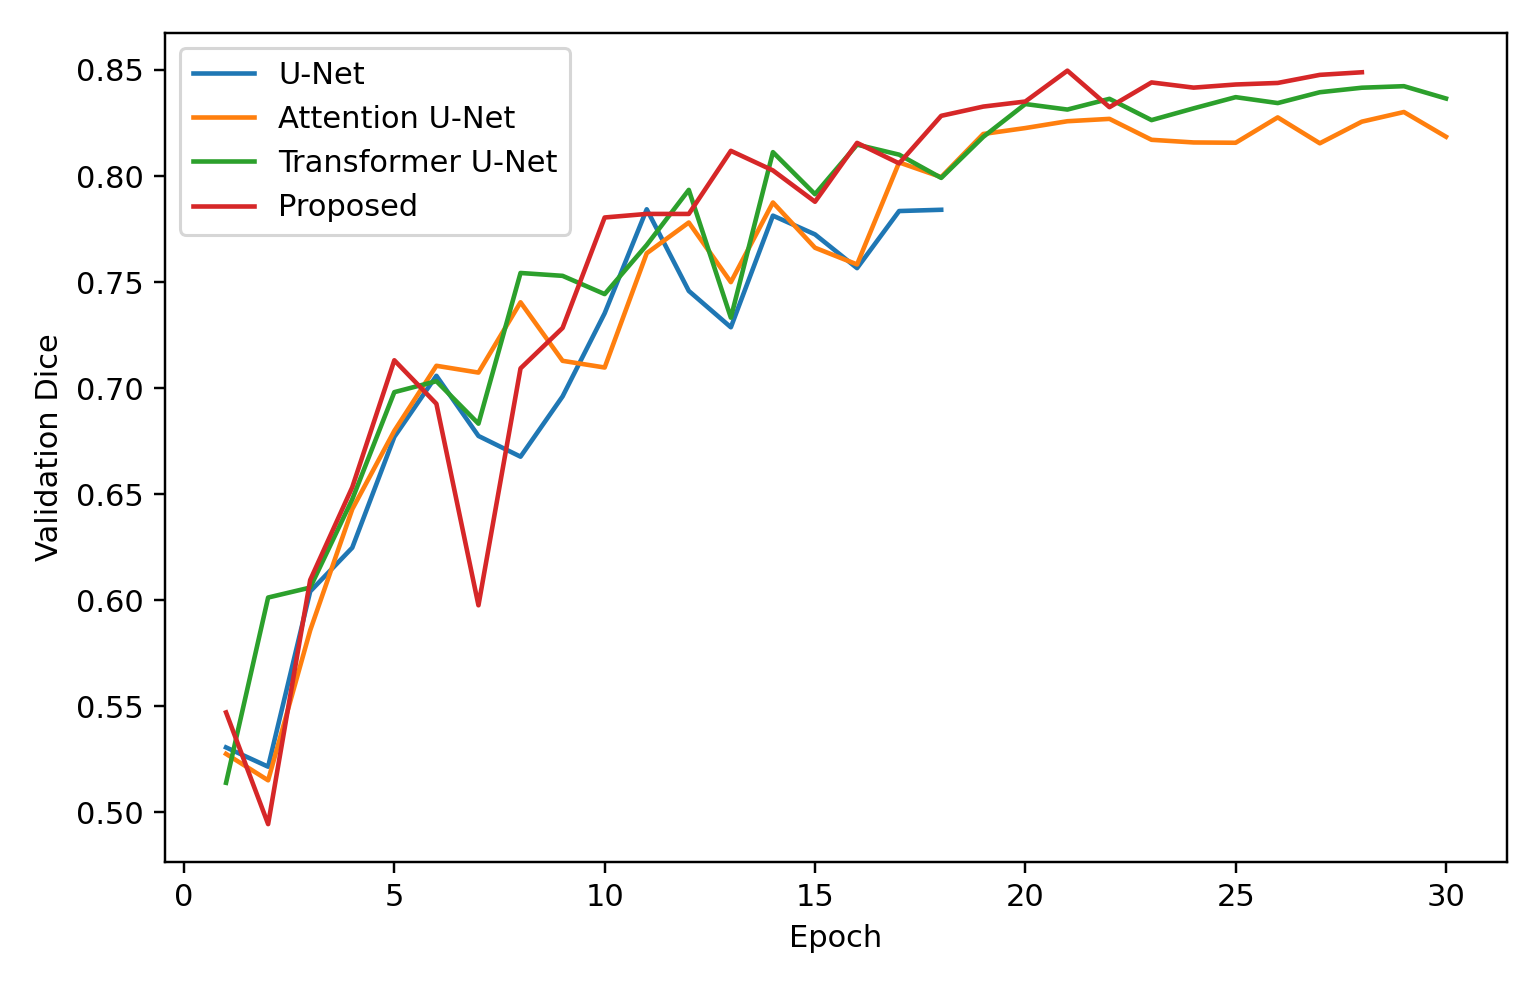 U-Net
Attention U-Net
Transformer U-Net
Proposed
0.85
0.80
0.75
0.70
0.65
0.60
0.55
0.50
Validation Dice
0 5 10 15 20 25 30
Epoch